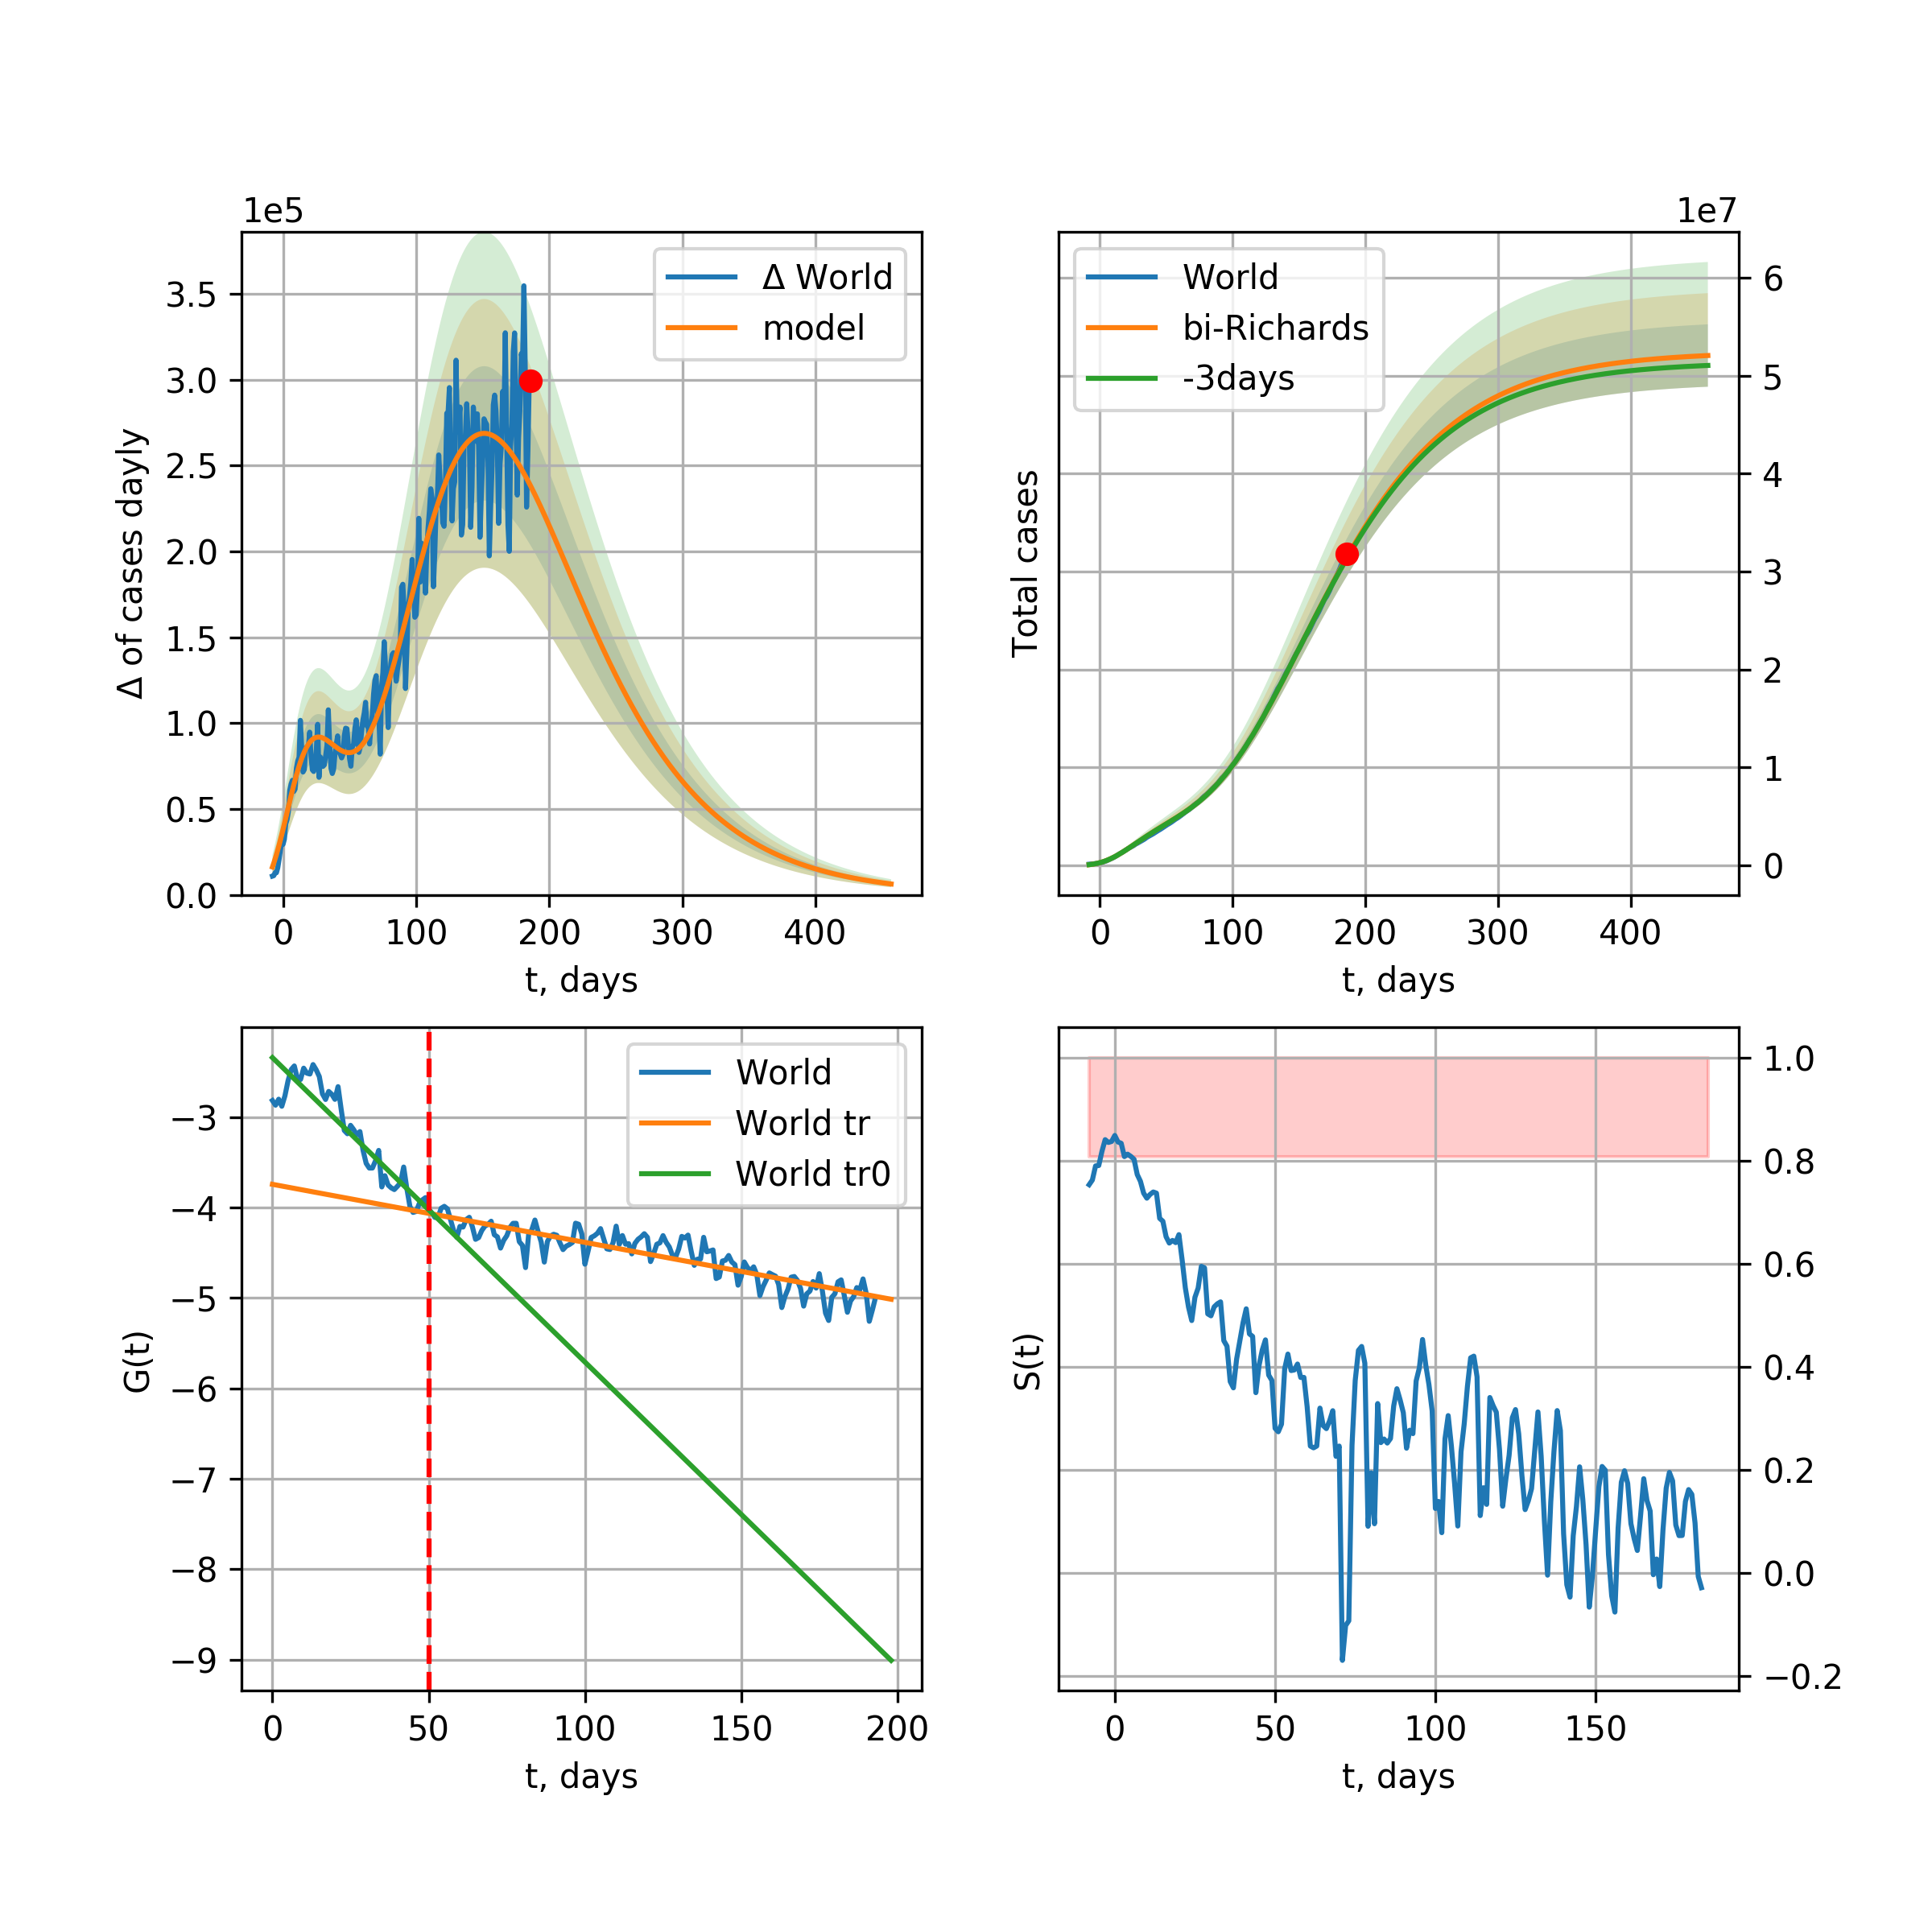 1e5
Δ of cases dayly
3.5
3.0
2.5
2.0
1.5
1.0
0.5
0.0
Δ World
model
0 100 200 300 400
t, days
1e7
Total cases
World
bi-Richards
-3days
6
5
4
3
2
1
0
0 100 200 300 400
t, days
G(t)
−3
−4
−5
−6
−7
−8
−9
World
World tr
World tr0
0 50 100 150 200
t, days
S(t)
1.0
0.8
0.6
0.4
0.2
0.0
−0.2
0 50 100 150
t, days